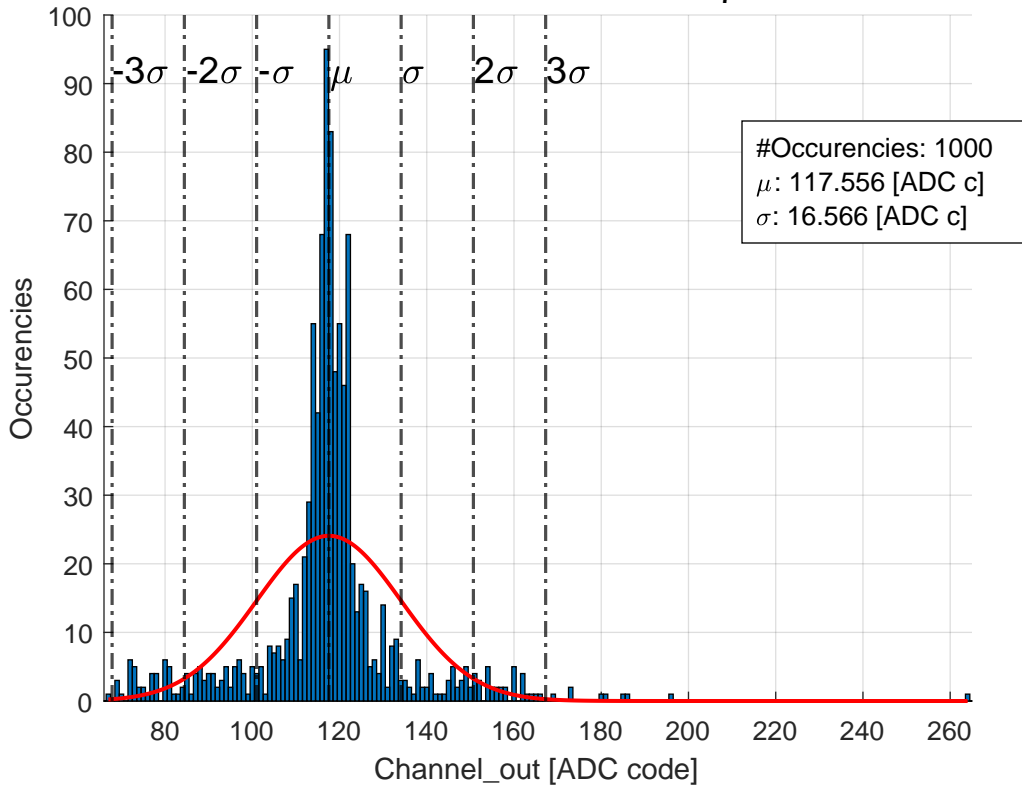 100
90
80
70
60
50
40
30
20
10
0
Occurencies
-3σ -2σ -σ μ σ 2σ 3σ
#Occurencies: 1000
μ: 117.556 [ADC c]
σ: 16.566 [ADC c]
80 100 120 140 160 180 200 220 240 260
Channel_out [ADC code]